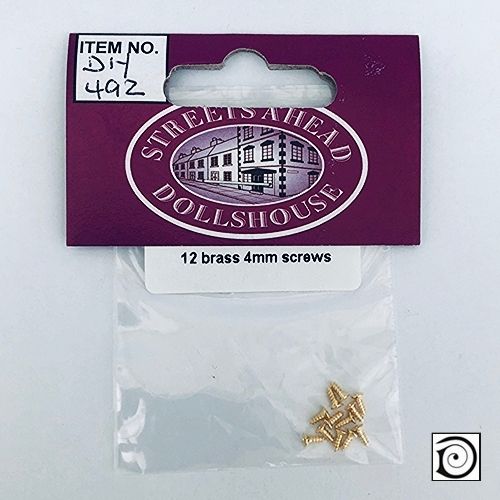 ITEM NO.
DIY
492
STREETS AHEAD
DOLLSHOUSE
12 brass 4mm screws